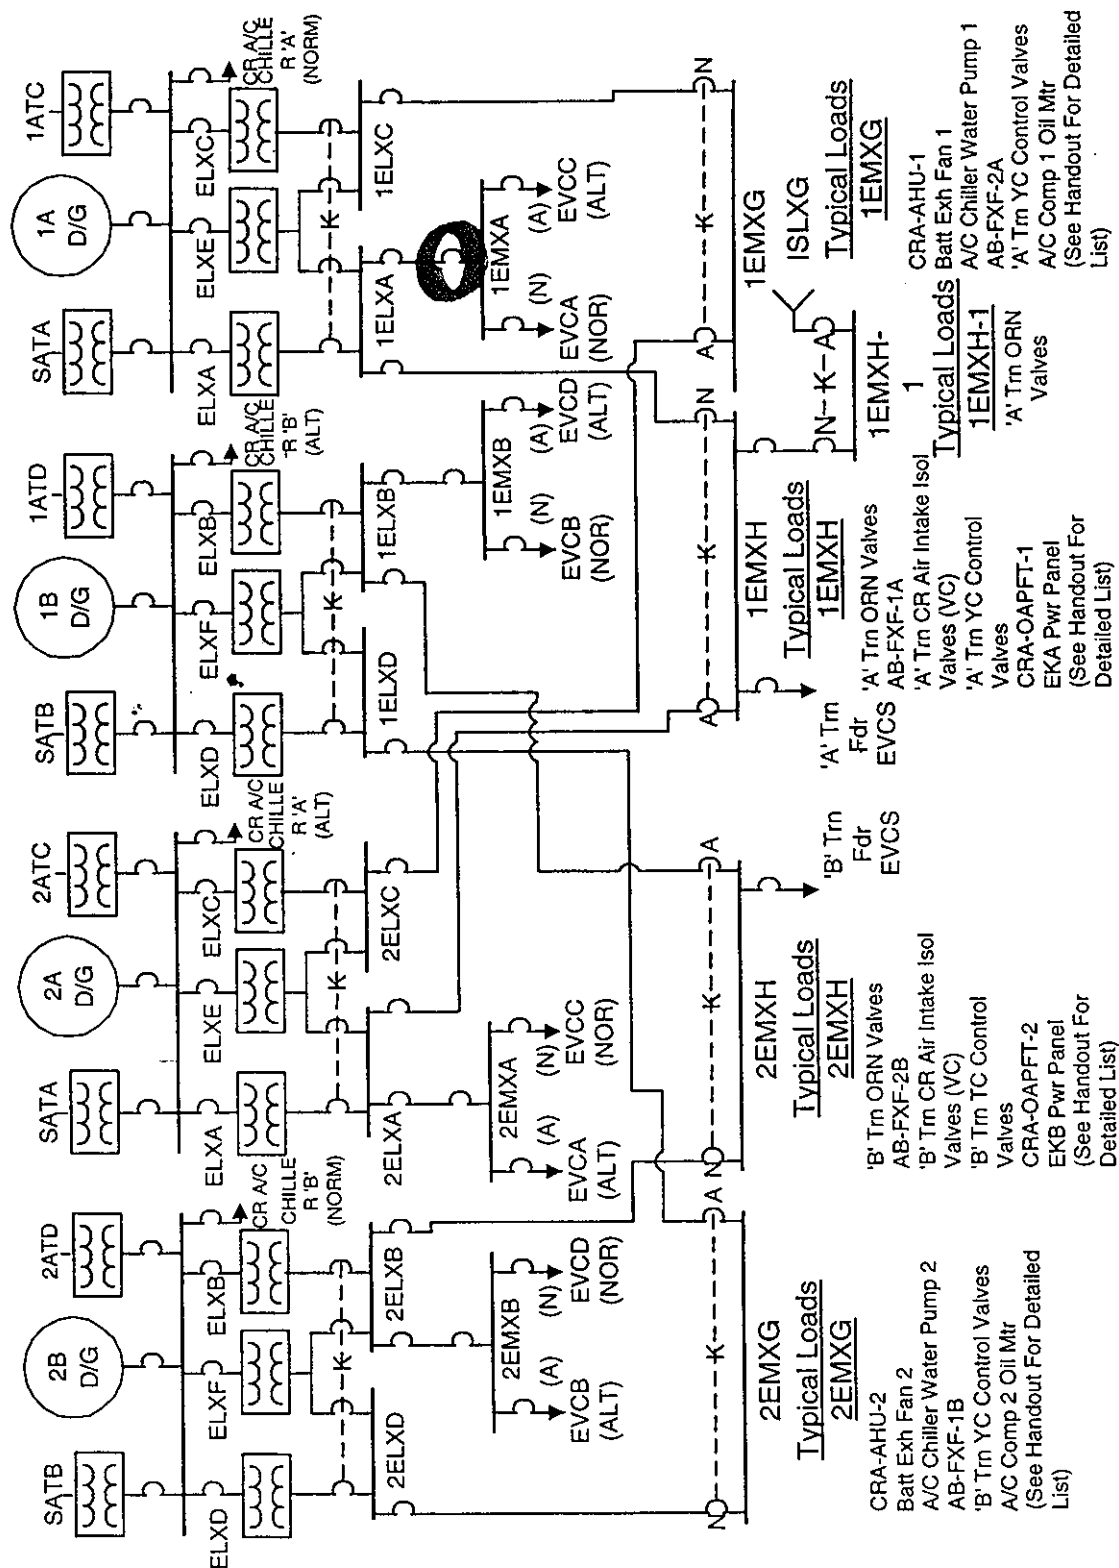 SATB
2B
D/G
2ATD
SATA
2A
D/G
2ATC
SATB
1B
D/G
1ATD
SATA
1A
D/G
1ATC
ELXD
ELXF
ELXB
ELXA
ELXE
ELXC
ELXD
ELXF
ELXB
ELXA
ELXE
ELXC
CR A/C
CHILLE
R 'B'
(NORM)
CR A/C
CHILLE
R 'A'
(ALT)
CR A/C
CHILLE
R 'B'
(ALT)
CR A/C
CHILLE
R 'A'
(NORM)
K
K
K
K
2ELXD
2ELXB
2ELXA
2ELXC
1ELXD
1ELXB
1ELXA
1ELXC
2EMXB
(A)
(N)
EVCB
(ALT)
EVCD
(NOR)
2EMXA
(A)
(N)
EVCA
(ALT)
EVCC
(NOR)
1EMXB
(N)
(A)
EVCB
(NOR)
EVCD
(ALT)
1EMXA
(N)
(A)
EVCA
(NOR)
EVCC
(ALT)
N K A
N K A
A K N
A K N
2EMXG
2EMXH
1EMXH
1EMXG
N K A
ISLXG
1EMXH-
1
'B' Trn
Fdr
EVCS
'A' Trn
Fdr
EVCS
Typical Loads
2EMXG
CRA-AHU-2
Batt Exh Fan 2
A/C Chiller Water Pump 2
AB-FXF-1B
'B' Trn YC Control Valves
A/C Comp 2 Oil Mtr
(See Handout For Detailed
List)
Typical Loads
2EMXH
'B' Trn ORN Valves
AB-FXF-2B
'B' Trn CR Air Intake Isol
Valves (VC)
'B' Trn TC Control
Valves
CRA-OAPFT-2
EKB Pwr Panel
(See Handout For
Detailed List)
Typical Loads
1EMXH
'A' Trn ORN Valves
AB-FXF-1A
'A' Trn CR Air Intake Isol
Valves (VC)
'A' Trn YC Control
Valves
CRA-OAPFT-1
EKA Pwr Panel
(See Handout For
Detailed List)
Typical Loads
1EMXH-1
'A' Trn ORN
Valves
Typical Loads
1EMXG
CRA-AHU-1
Batt Exh Fan 1
A/C Chiller Water Pump 1
AB-FXF-2A
'A' Trn YC Control Valves
A/C Comp 1 Oil Mtr
(See Handout For Detailed
List)